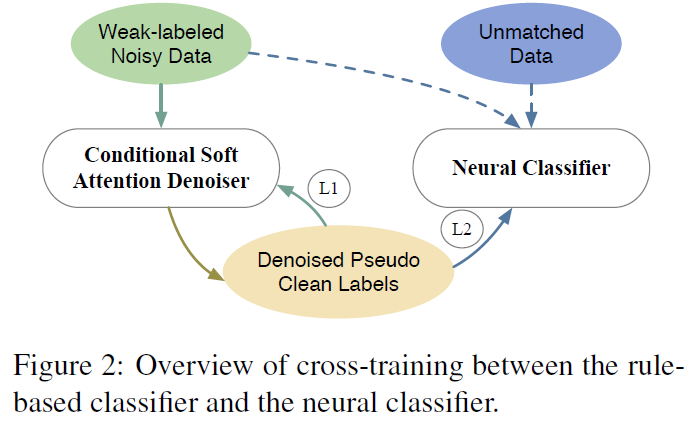 Weak-labeled
Noisy Data
Unmatched
Data
Conditional Soft
Attention Denoiser
Neural Classifier
L1
L2
Denoised Pseudo
Clean Labels
Figure 2: Overview of cross-training between the rule-
based classifier and the neural classifier.